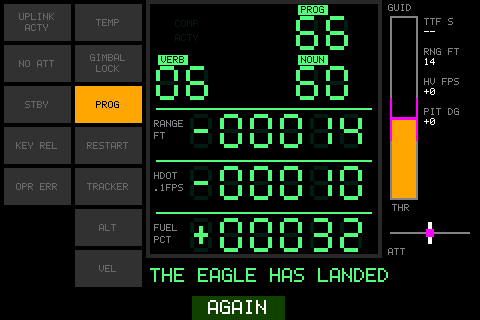 UPLINK
ACTY
TEMP
NO ATT
GIMBAL
LOCK
STBY
PROG
KEY REL
RESTART
OPR ERR
TRACKER
ALT
VEL
COMP
ACTY
PROG
66
VERB
06
NOUN
60
RANGE
FT
-00014
HDOT
.1FPS
-00010
FUEL
PCT
+00032
GUID
THR
TTF S
--
RNG FT
14
HV FPS
+0
PIT DG
+0
ATT
THE EAGLE HAS LANDED
AGAIN